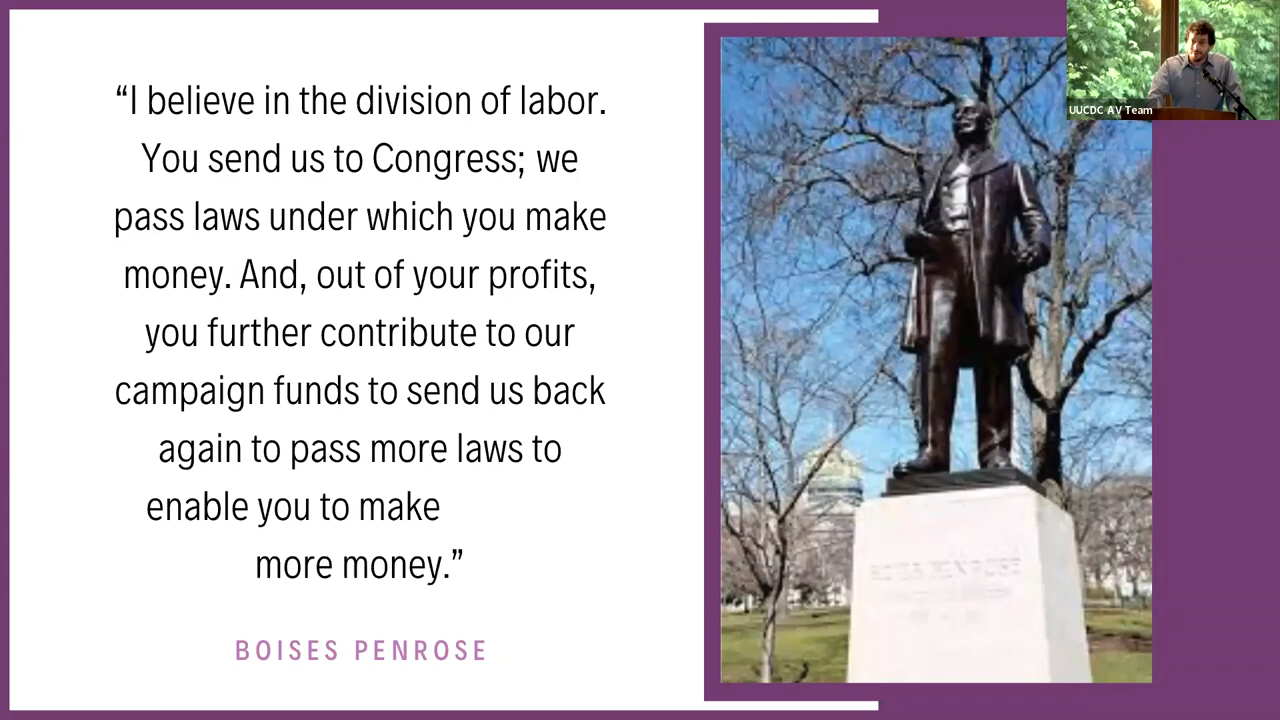 “I believe in the division of labor.
You send us to Congress; we
pass laws under which you make
money. And, out of your profits,
you further contribute to our
campaign funds to send us back
again to pass more laws to
enable you to make
more money.”
BOISES PENROSE
UUCDC AV Team